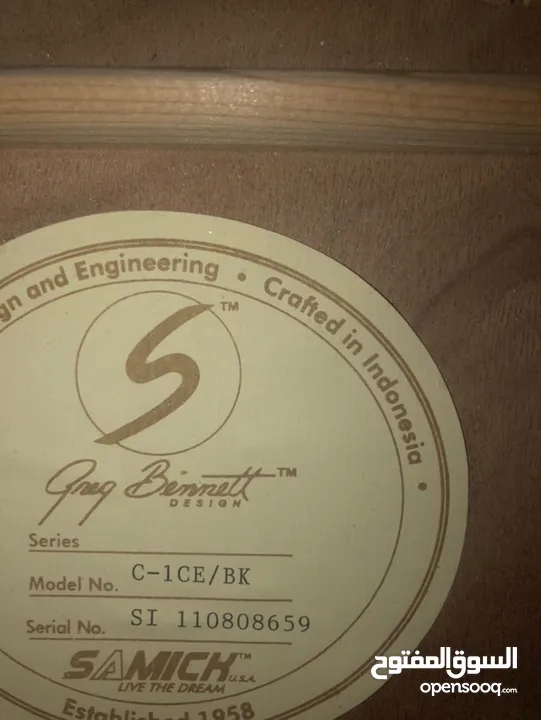 gn and Engineering • Crafted in Indonesia •
S™
Greg Bennett™
DESIGN
Series
Model No. C-1CE/BK
Serial No. SI 110808659
SAMICK™ U.S.A.
LIVE THE DREAM
Established 1958
السوق المفتوح
opensooq.com